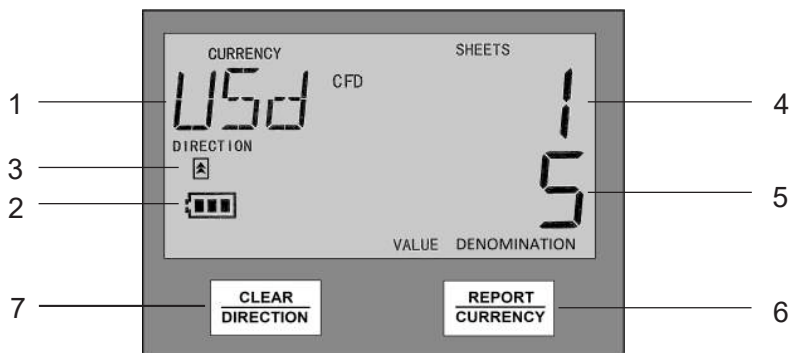 CURRENCY SHEETS
1 USd CFD 1 4
DIRECTION
3
2 5 5
VALUE DENOMINATION
7 CLEAR REPORT 6
DIRECTION CURRENCY